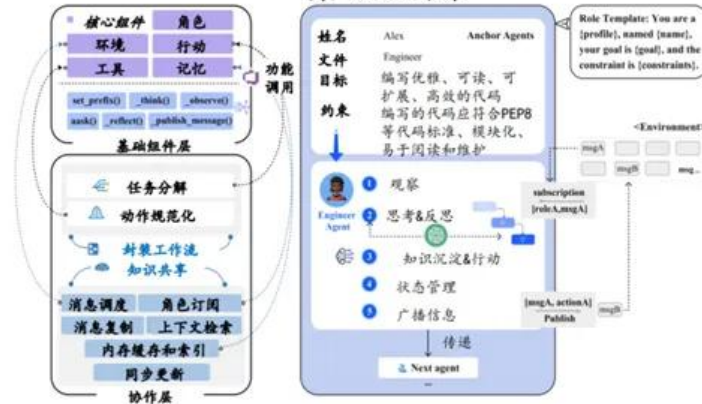 核心组件
角色
环境
行动
工具
记忆
功能
调用
set_prefix()
_think()
_observe()
aask()
_reflect()
_publish_message()
基础组件层
任务分解
动作规范化
封装工作流
知识共享
消息调度
角色订阅
消息复制
上下文检索
内存缓存和索引
同步更新
协作层
姓名
Alex
Anchor Agents
文件
Engineer
目标
编写优雅、可读、可
扩展、高效的代码
约束
编写的代码应符合PEP8
等代码标准、模块化、
易于阅读和维护
Engineer
Agent
1 观察
2 思考&反思
3 知识沉淀&行动
4 状态管理
5 广播信息
传递
Next agent
...
Role Template: You are a
{profile}, named {name},
your goal is {goal}, and the
constraint is {constraints}.
<Environment>
msgA
msgB
msg...
subscription
[roleA,msgA]
[msgA, actionA]
Publish
msgB